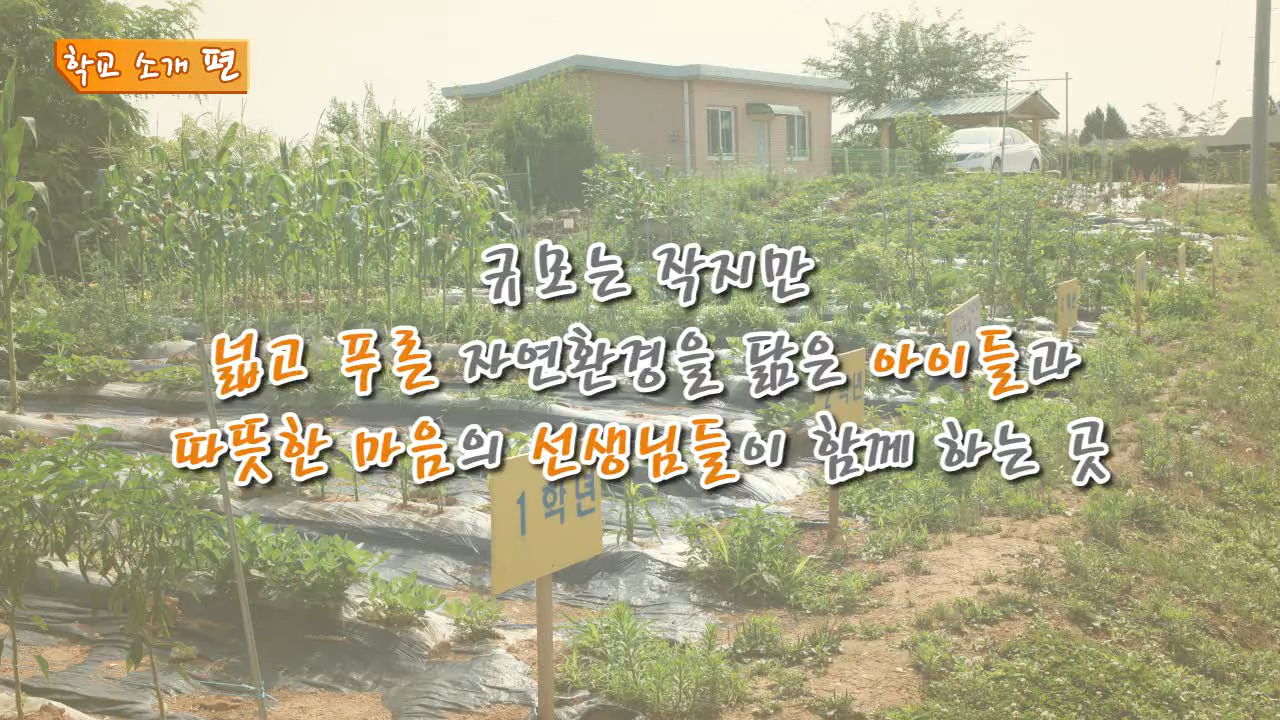 학교 소개 편
규모는 작지만
넓고 푸른 자연환경을 닮은 아이들과
따뜻한 마음의 선생님들이 함께 하는 곳
1학년